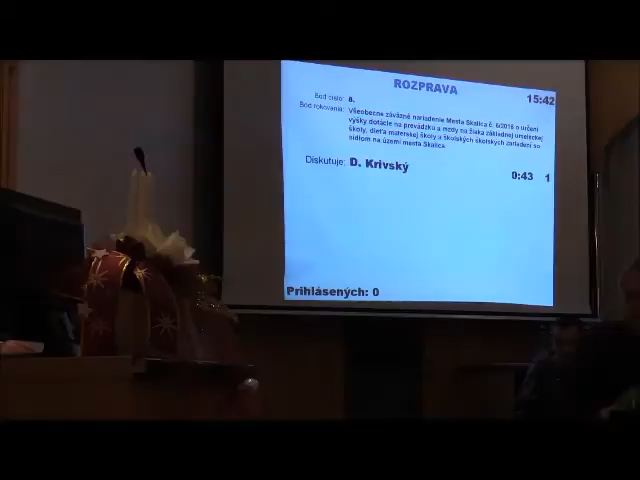 ROZPRAVA 15:42
Bod číslo: 8.
Bod rokovania: Všeobecne záväzné nariadenie Mesta Skalica č. 6/2016 o určení
výšky dotácie na prevádzku a mzdy na žiaka základnej umeleckej
školy, dieťa materskej školy a školských školských zariadení so
sídlom na území mesta Skalica
Diskutuje: D. Krivský 0:43 1
Prihlásených: 0